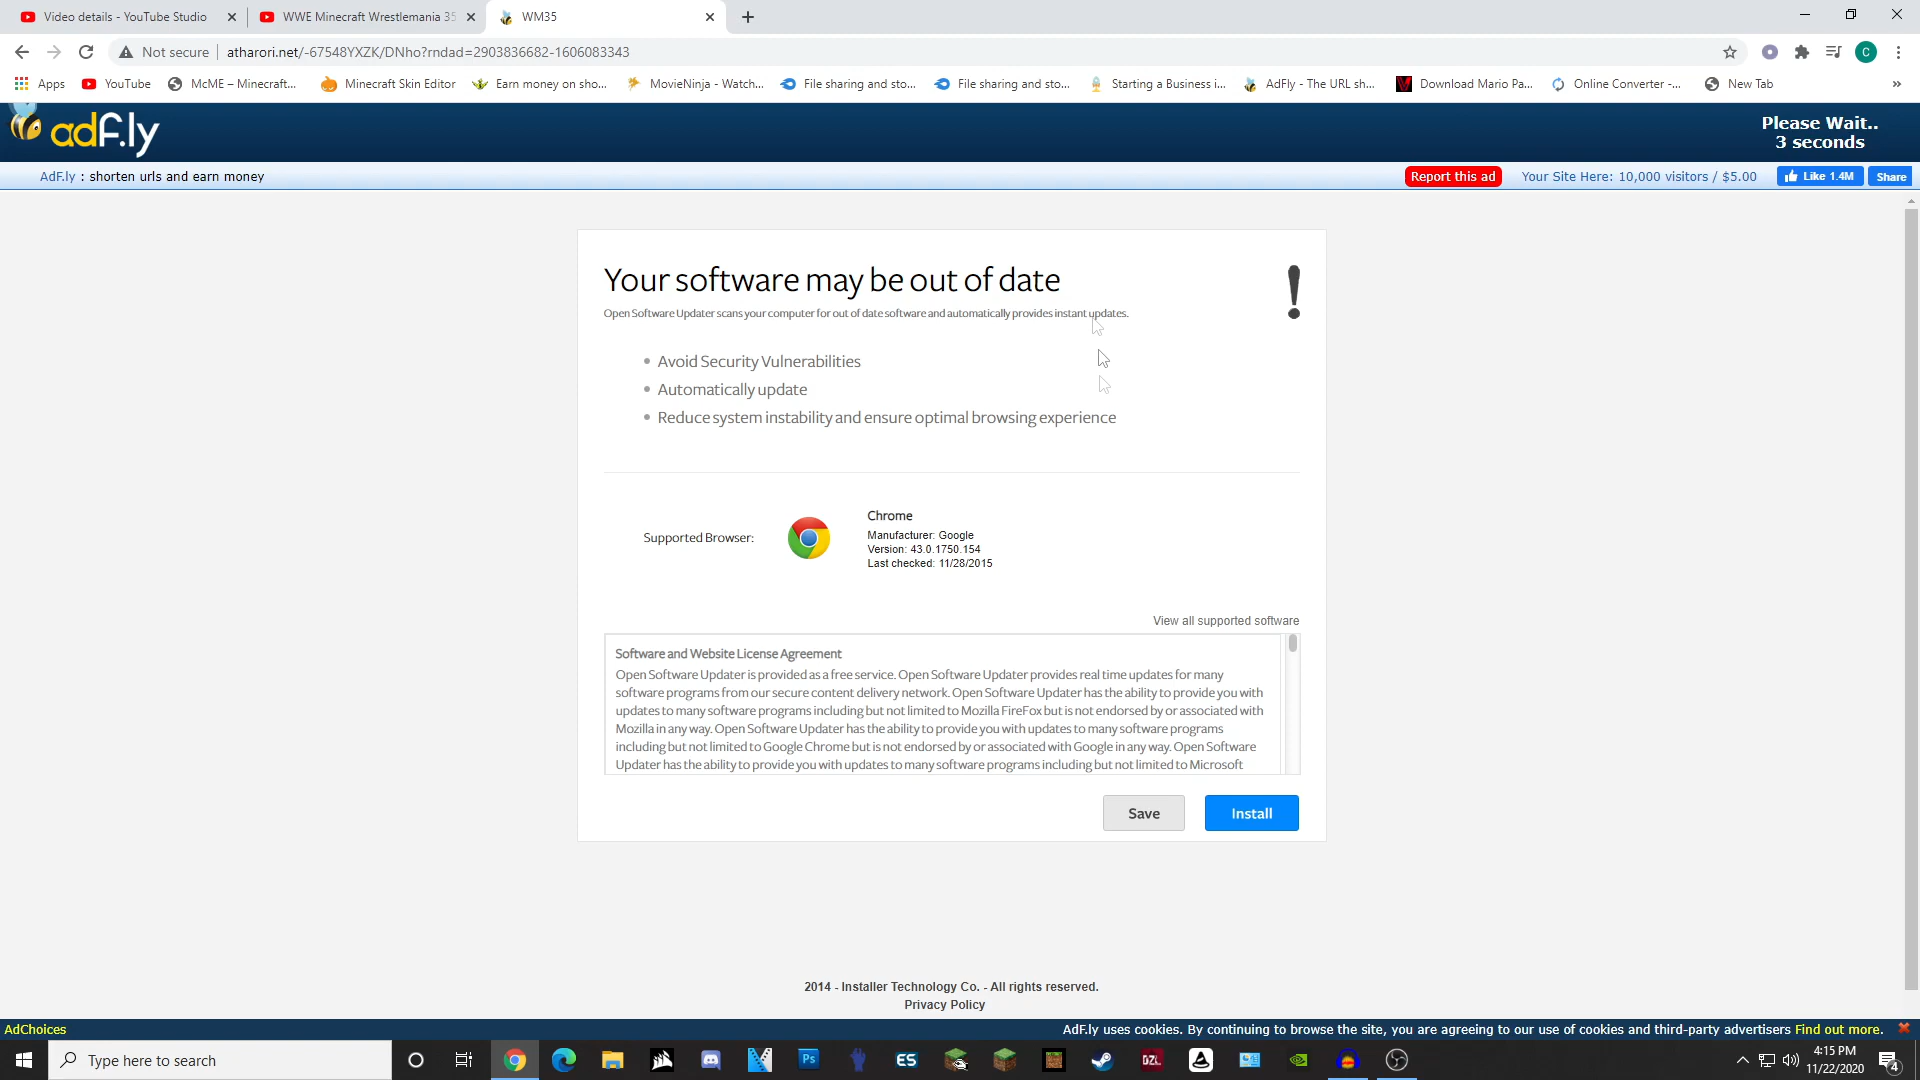 Video details - YouTube Studio
WWE Minecraft Wrestlemania 35
WM35
Not secure
atharori.net/-67548YXZK/DNho?rndad=2903836682-1606083343
C
Apps
YouTube
McME – Minecraft...
Minecraft Skin Editor
Earn money on sho...
MovieNinja - Watch...
File sharing and sto...
File sharing and sto...
Starting a Business i...
AdFly - The URL sh...
Download Mario Pa...
Online Converter -...
New Tab
»
adf.ly
Please Wait..
3 seconds
AdF.ly : shorten urls and earn money
Report this ad
Your Site Here: 10,000 visitors / $5.00
Like 1.4M
Share
Your software may be out of date
!
Open Software Updater scans your computer for out of date software and automatically provides instant updates.
• Avoid Security Vulnerabilities
• Automatically update
• Reduce system instability and ensure optimal browsing experience
Supported Browser:
Chrome
Manufacturer: Google
Version: 43.0.1750.154
Last checked: 11/28/2015
View all supported software
Software and Website License Agreement
Open Software Updater is provided as a free service. Open Software Updater provides real time updates for many
software programs from our secure content delivery network. Open Software Updater has the ability to provide you with
updates to many software programs including but not limited to Mozilla FireFox but is not endorsed by or associated with
Mozilla in any way. Open Software Updater has the ability to provide you with updates to many software programs
including but not limited to Google Chrome but is not endorsed by or associated with Google in any way. Open Software
Updater has the ability to provide you with updates to many software programs including but not limited to Microsoft
Save
Install
2014 - Installer Technology Co. - All rights reserved.
Privacy Policy
AdChoices
AdF.ly uses cookies. By continuing to browse the site, you are agreeing to our use of cookies and third-party advertisers Find out more.
Type here to search
Ps
ES
DZL
4:15 PM
11/22/2020
4